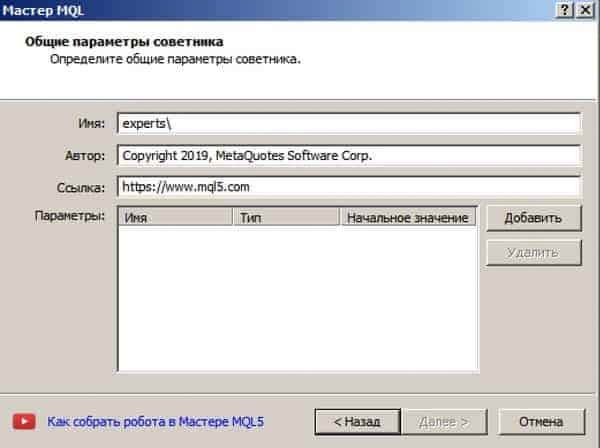 Мастер MQL
Общие параметры советника
Определите общие параметры советника.
Имя: experts\
Автор: Copyright 2019, MetaQuotes Software Corp.
Ссылка: https://www.mql5.com
Параметры: Имя Тип Начальное значение Добавить
Удалить
Как собрать робота в Мастере MQL5 < Назад Далее > Отмена